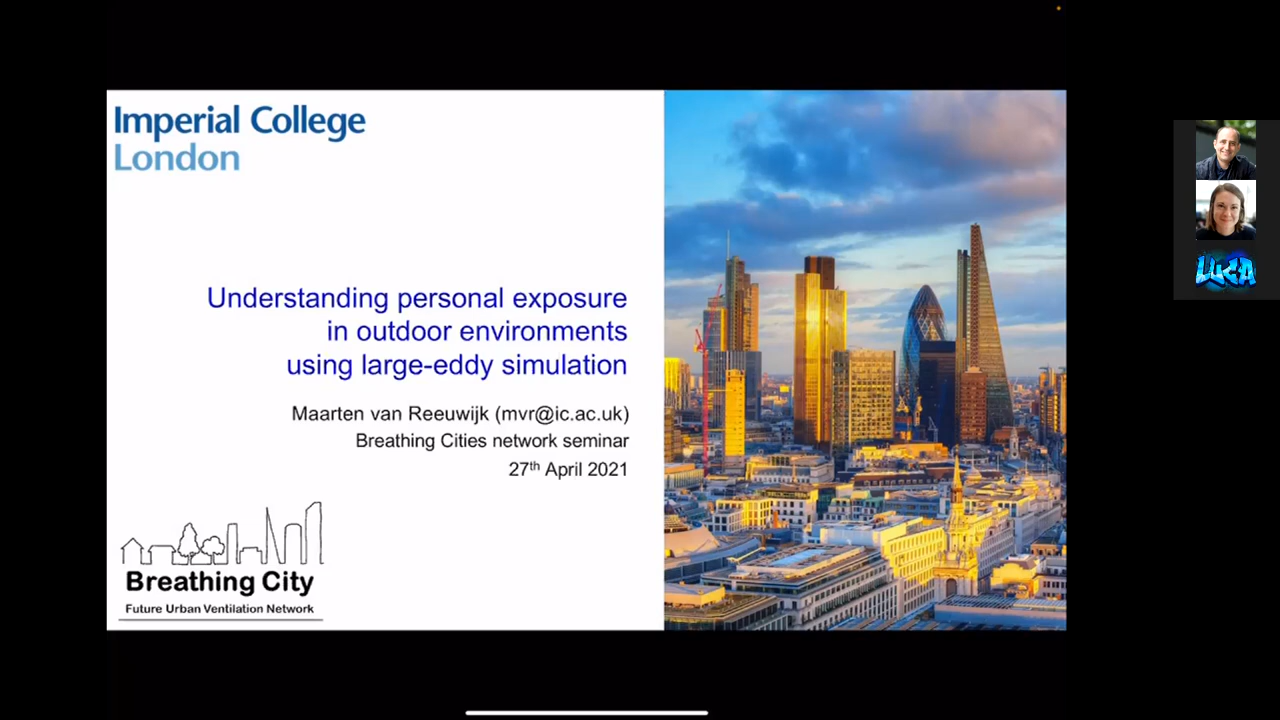 Imperial College
London
Understanding personal exposure
in outdoor environments
using large-eddy simulation
Maarten van Reeuwijk (mvr@ic.ac.uk)
Breathing Cities network seminar
27th April 2021
Breathing City
Future Urban Ventilation Network
LUCA